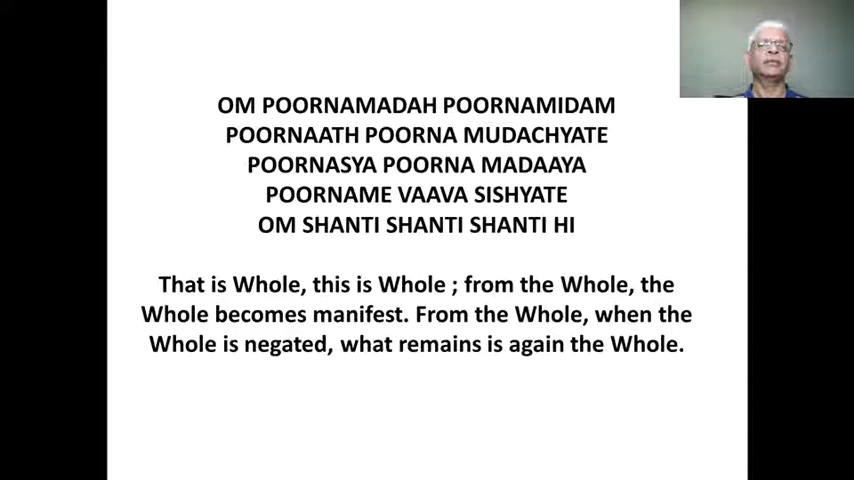 OM POORNAMADAH POORNAMIDAM
POORNAATH POORNA MUDACHYATE
POORNASYA POORNA MADAAYA
POORNAME VAAVA SISHYATE
OM SHANTI SHANTI SHANTI HI
That is Whole, this is Whole ; from the Whole, the
Whole becomes manifest. From the Whole, when the
Whole is negated, what remains is again the Whole.